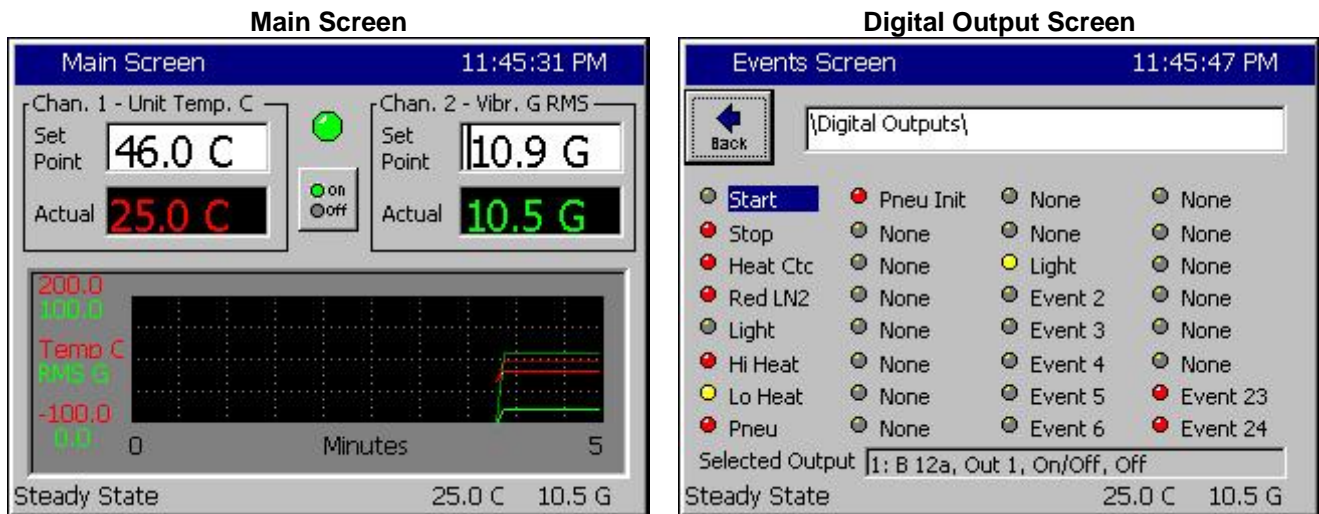 Main Screen
Main Screen 11:45:31 PM
Chan. 1 - Unit Temp. C
Set Point 46.0 C
Actual 25.0 C
on
off
Chan. 2 - Vibr. G RMS
Set Point 10.9 G
Actual 10.5 G
200.0
100.0
Temp C
RMS G
-100.0
0.0
0 Minutes 5
Steady State 25.0 C 10.5 G
Digital Output Screen
Events Screen 11:45:47 PM
Back
\Digital Outputs\
Start Pneu Init None None
Stop None None None
Heat Ctc None Light None
Red LN2 None Event 2 None
Light None Event 3 None
Hi Heat None Event 4 None
Lo Heat None Event 5 Event 23
Pneu None Event 6 Event 24
Selected Output 1: B 12a, Out 1, On/Off, Off
Steady State 25.0 C 10.5 G